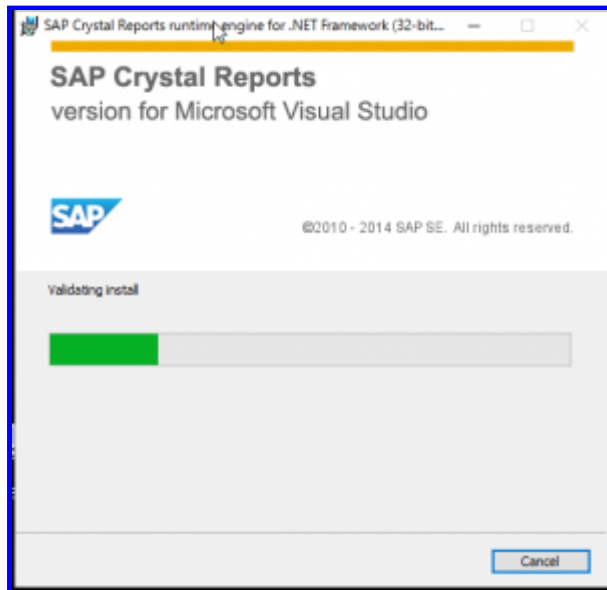 SAP Crystal Reports runtime engine for .NET Framework (32-bit...
SAP Crystal Reports
version for Microsoft Visual Studio
SAP
©2010 - 2014 SAP SE. All rights reserved.
Validating install
Cancel